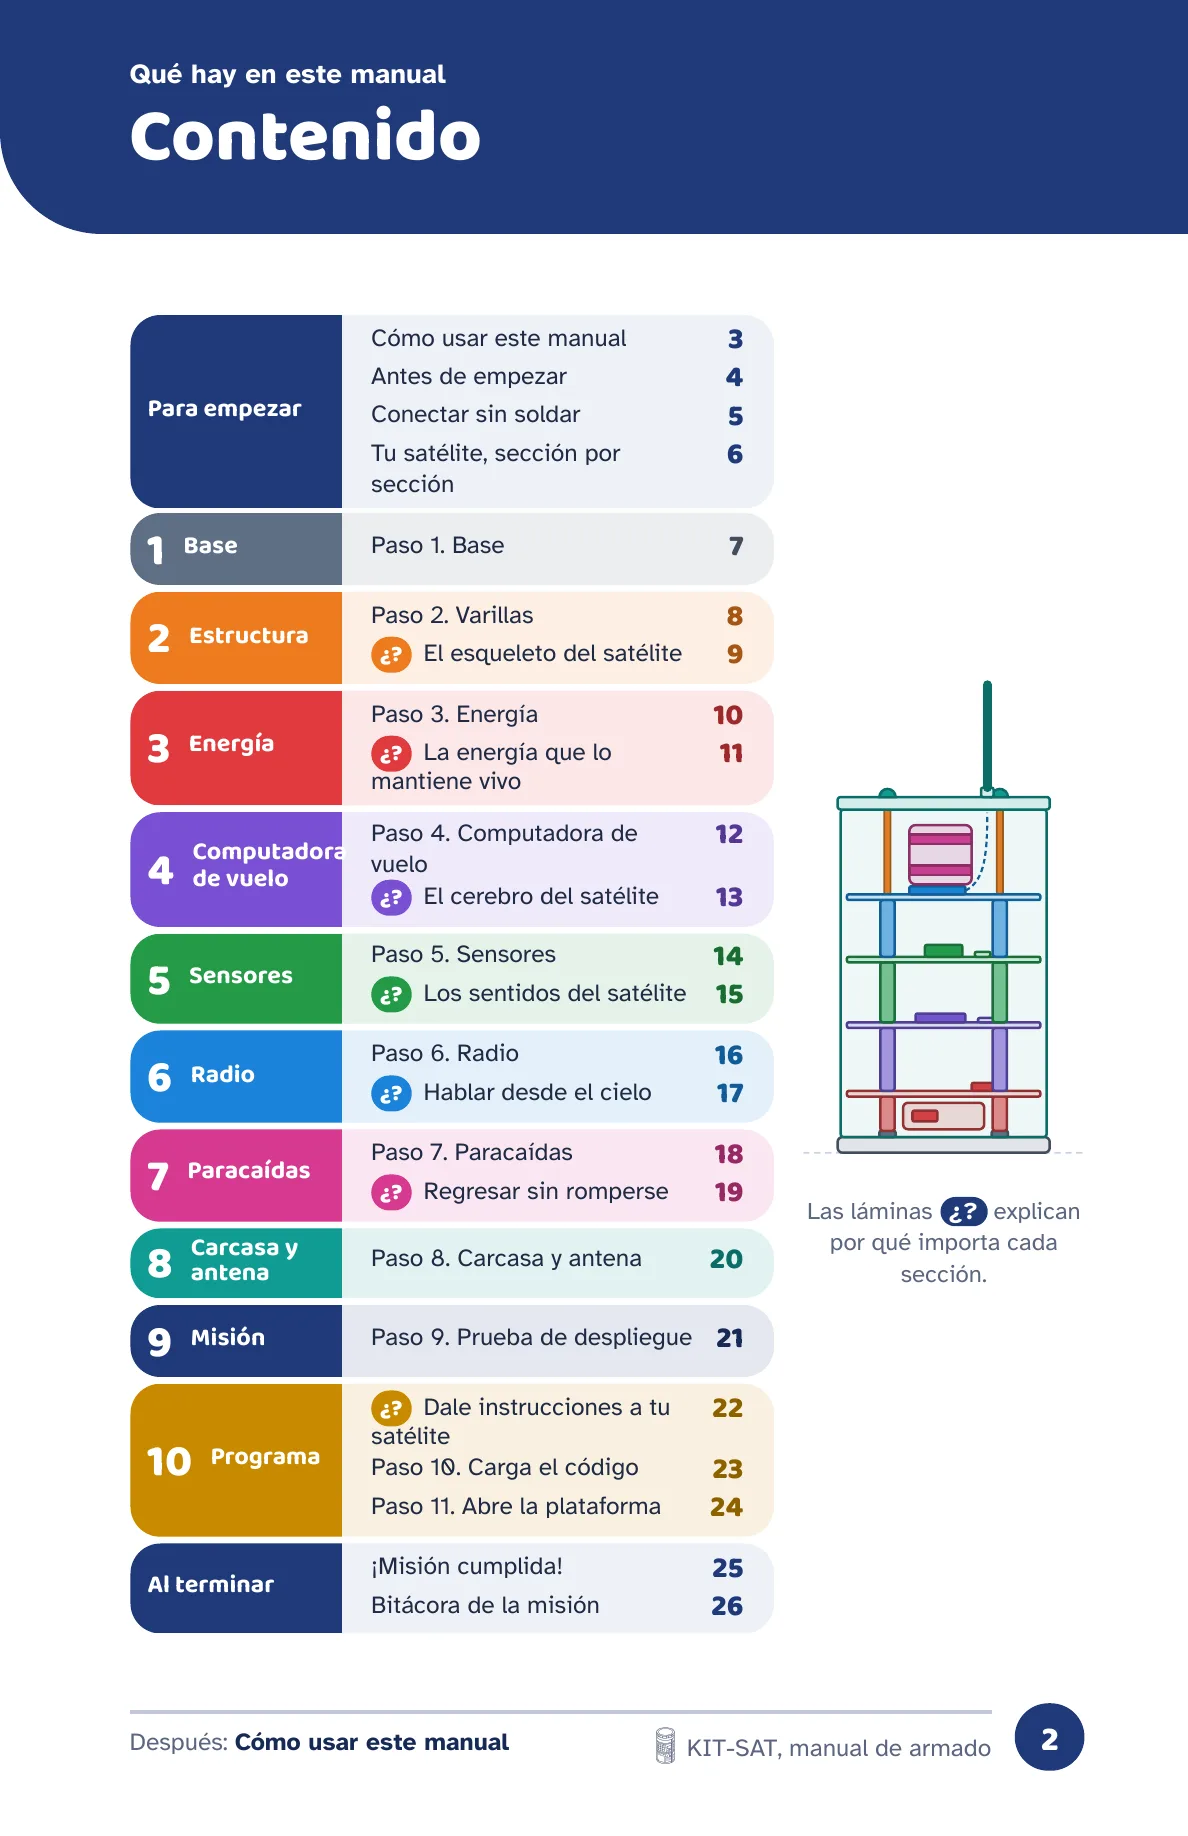 Qué hay en este manual
Contenido
Para empezar
Cómo usar este manual 3
Antes de empezar 4
Conectar sin soldar 5
Tu satélite, sección por 6
sección
1 Base
Paso 1. Base 7
2 Estructura
Paso 2. Varillas 8
¿? El esqueleto del satélite 9
3 Energía
Paso 3. Energía 10
¿? La energía que lo 11
mantiene vivo
4 Computadora
de vuelo
Paso 4. Computadora de 12
vuelo
¿? El cerebro del satélite 13
5 Sensores
Paso 5. Sensores 14
¿? Los sentidos del satélite 15
6 Radio
Paso 6. Radio 16
¿? Hablar desde el cielo 17
7 Paracaídas
Paso 7. Paracaídas 18
¿? Regresar sin romperse 19
8 Carcasa y
antena
Paso 8. Carcasa y antena 20
9 Misión
Paso 9. Prueba de despliegue 21
10 Programa
¿? Dale instrucciones a tu 22
satélite
Paso 10. Carga el código 23
Paso 11. Abre la plataforma 24
Al terminar
¡Misión cumplida! 25
Bitácora de la misión 26
Las láminas ¿? explican
por qué importa cada
sección.
Después: Cómo usar este manual
KIT-SAT, manual de armado
2